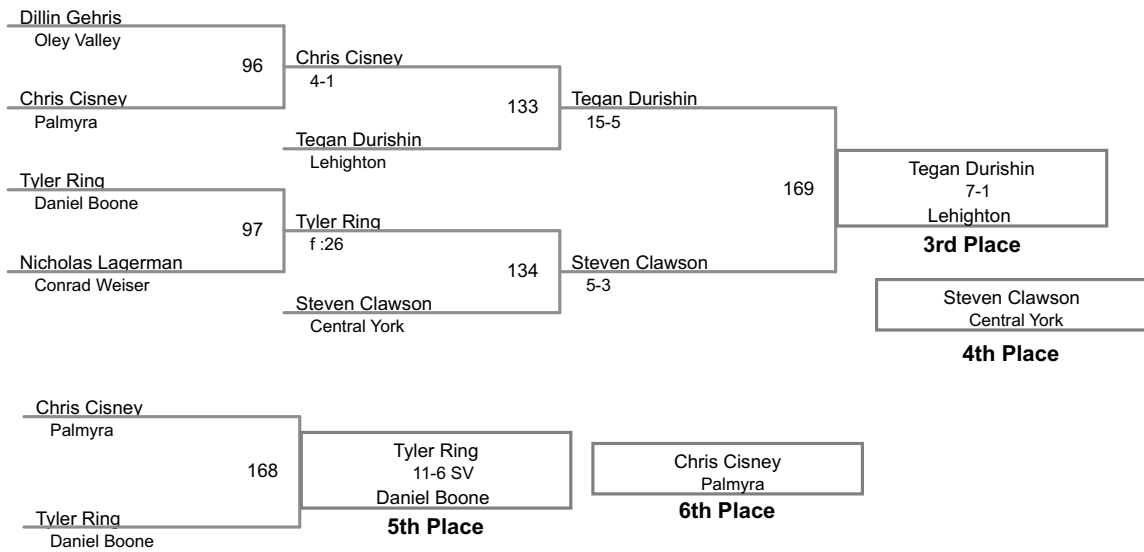 Dillin Gehris
Oley Valley
96
Chris Cisney
Palmyra
Chris Cisney
4-1
133
Tegan Durishin
Lehighton
Tegan Durishin
15-5
Tyler Ring
Daniel Boone
97
Nicholas Lagerman
Conrad Weiser
Tyler Ring
f :26
134
Steven Clawson
Central York
Steven Clawson
5-3
169
Tegan Durishin
7-1
Lehighton
3rd Place
Steven Clawson
Central York
4th Place
Chris Cisney
Palmyra
168
Tyler Ring
Daniel Boone
Tyler Ring
11-6 SV
Daniel Boone
5th Place
Chris Cisney
Palmyra
6th Place